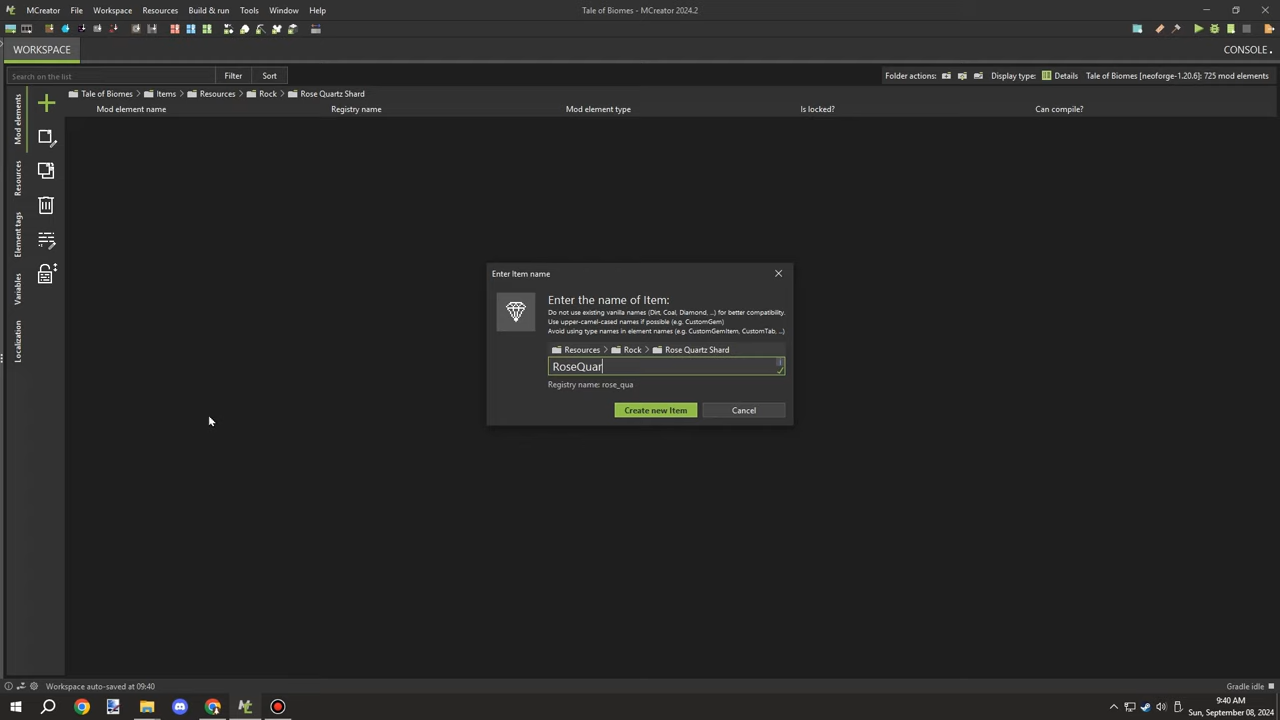 MCreator File Workspace Resources Build & run Tools Window Help Tale of Biomes - MCreator 2024.2
WORKSPACE CONSOLE
Search on the list Filter Sort Folder actions: Display type: Details Tale of Biomes [neoforge-1.20.6]: 725 mod elements
Tale of Biomes > Items > Resources > Rock > Rose Quartz Shard
Mod element name Registry name Mod element type Is locked? Can compile?
Mod elements
Resources
Element tags
Variables
Localization
Enter Item name
Enter the name of Item:
Do not use existing vanilla names (Dirt, Coal, Diamond, ...) for better compatibility.
Use upper-camel-cased names if possible (e.g. CustomGem)
Avoid using type names in element names (e.g. CustomGemItem, CustomTab, ...)
Resources > Rock > Rose Quartz Shard
RoseQuar
Registry name: rose_qua
Create new Item Cancel
Workspace auto-saved at 09:40 Gradle idle
9:40 AM
Sun, September 08, 2024